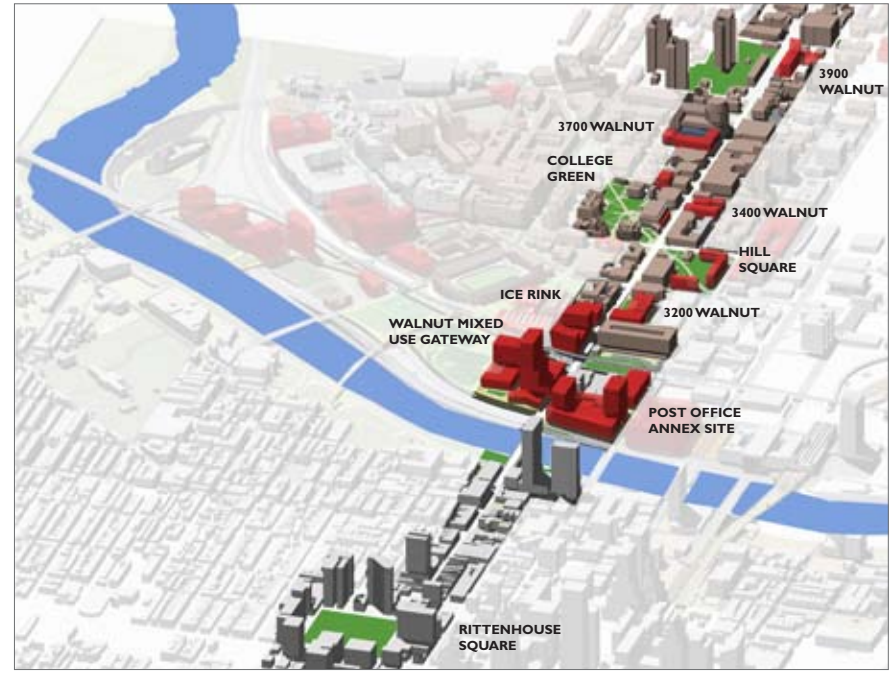 3900
WALNUT
3700 WALNUT
COLLEGE
GREEN
3400 WALNUT
HILL
SQUARE
ICE RINK
3200 WALNUT
WALNUT MIXED
USE GATEWAY
POST OFFICE
ANNEX SITE
RITTENHOUSE
SQUARE